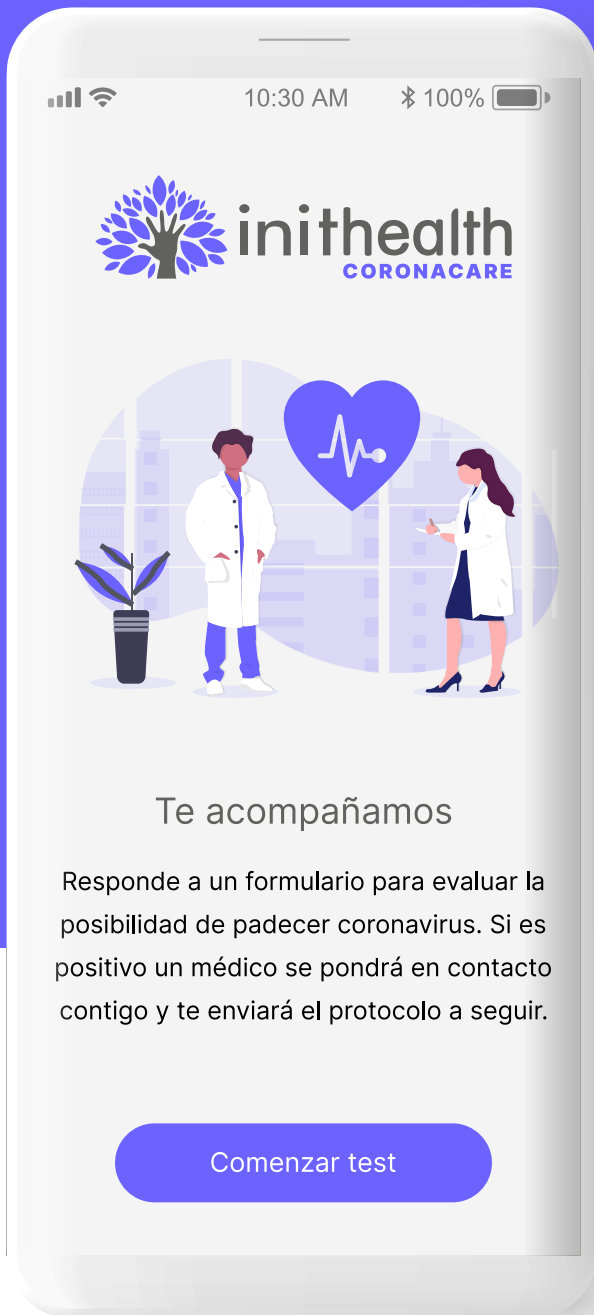 10:30 AM 100%
inithealth
CORONACARE
Te acompañamos
Responde a un formulario para evaluar la
posibilidad de padecer coronavirus. Si es
positivo un médico se pondrá en contacto
contigo y te enviará el protocolo a seguir.
Comenzar test